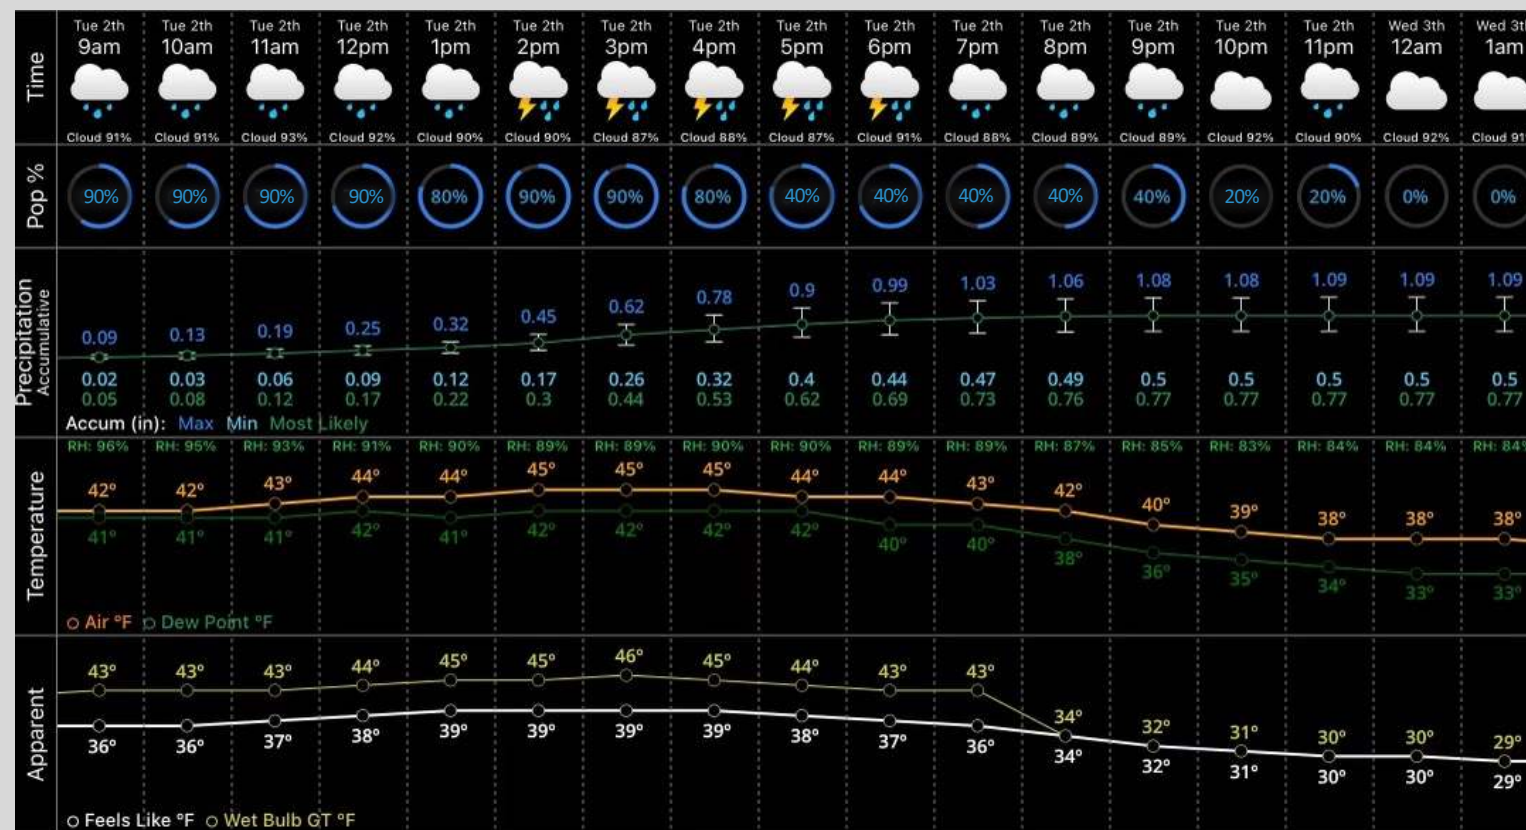 Time
Tue 2th Tue 2th Tue 2th Tue 2th Tue 2th Tue 2th Tue 2th Tue 2th Tue 2th Tue 2th Tue 2th Tue 2th Tue 2th Tue 2th Tue 2th Wed 3th Wed 3th
9am 10am 11am 12pm 1pm 2pm 3pm 4pm 5pm 6pm 7pm 8pm 9pm 10pm 11pm 12am 1am
Cloud 91% Cloud 91% Cloud 93% Cloud 92% Cloud 90% Cloud 90% Cloud 87% Cloud 88% Cloud 87% Cloud 91% Cloud 88% Cloud 89% Cloud 89% Cloud 92% Cloud 90% Cloud 92% Cloud 91
Pop %
90% 90% 90% 90% 80% 90% 90% 80% 40% 40% 40% 40% 40% 20% 20% 0% 0%
Precipitation
Accumulative
0.09 0.13 0.19 0.25 0.32 0.45 0.62 0.78 0.9 0.99 1.03 1.06 1.08 1.08 1.09 1.09 1.09
0.02 0.03 0.06 0.09 0.12 0.17 0.26 0.32 0.4 0.44 0.47 0.49 0.5 0.5 0.5 0.5 0.5
0.05 0.08 0.12 0.17 0.22 0.3 0.44 0.53 0.62 0.69 0.73 0.76 0.77 0.77 0.77 0.77 0.77
Accum (in): Max Min Most Likely
Temperature
RH: 96% RH: 95% RH: 93% RH: 91% RH: 90% RH: 89% RH: 89% RH: 90% RH: 90% RH: 89% RH: 89% RH: 87% RH: 85% RH: 83% RH: 84% RH: 84% RH: 84%
42° 42° 43° 44° 44° 45° 45° 45° 44° 44° 43° 42° 40° 39° 38° 38° 38°
41° 41° 41° 42° 41° 42° 42° 42° 42° 40° 40° 38° 36° 35° 34° 33° 33°
Air °F Dew Point °F
Apparent
43° 43° 43° 44° 45° 45° 46° 45° 44° 43° 43° 34° 32° 31° 30° 30° 29°
36° 36° 37° 38° 39° 39° 39° 39° 38° 37° 36° 34° 32° 31° 30° 30° 29°
Feels Like °F Wet Bulb GT °F